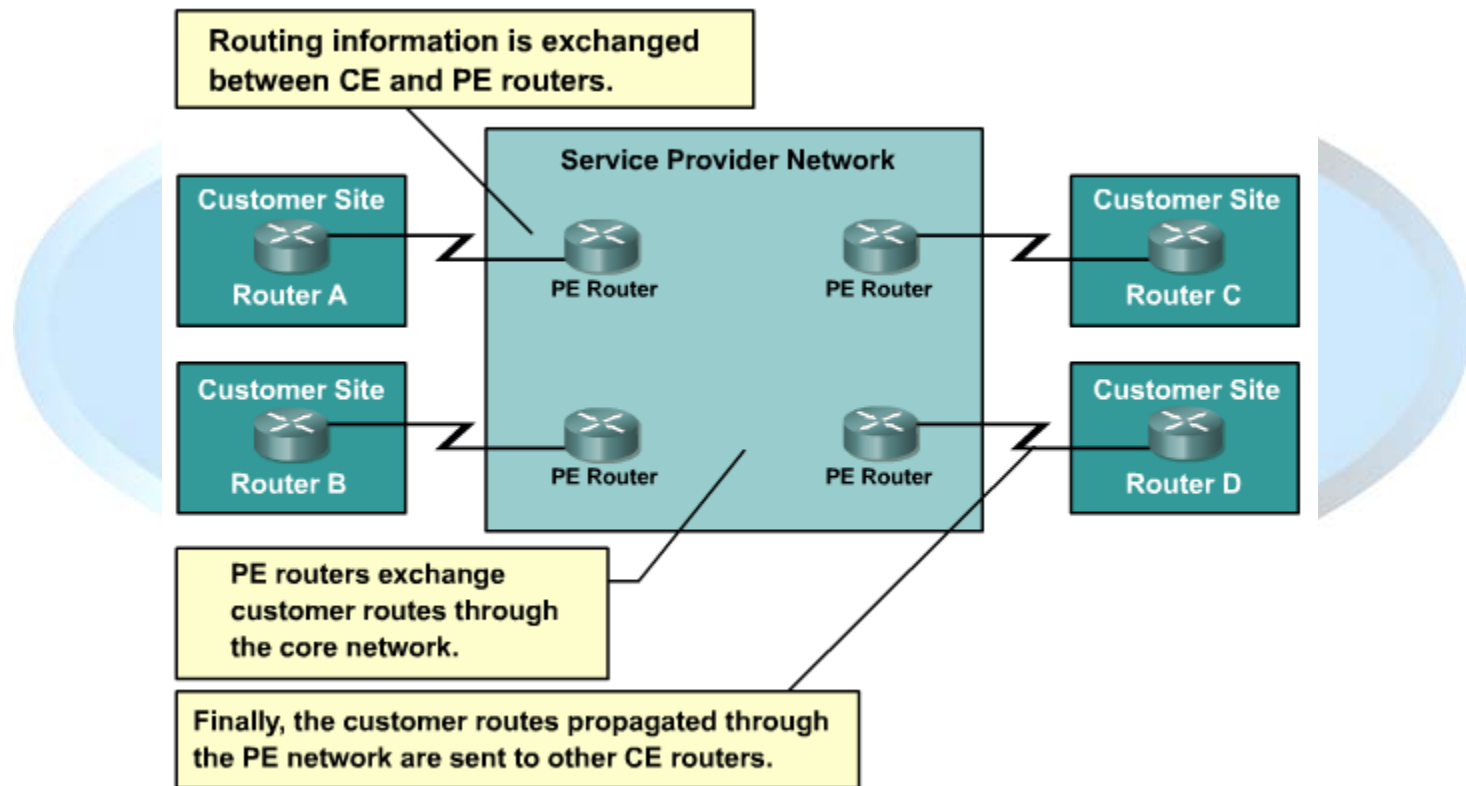 Routing information is exchanged
between CE and PE routers.
Service Provider Network
Customer Site
Router A
PE Router
PE Router
Customer Site
Router C
Customer Site
Router B
PE Router
PE Router
Customer Site
Router D
PE routers exchange
customer routes through
the core network.
Finally, the customer routes propagated through
the PE network are sent to other CE routers.